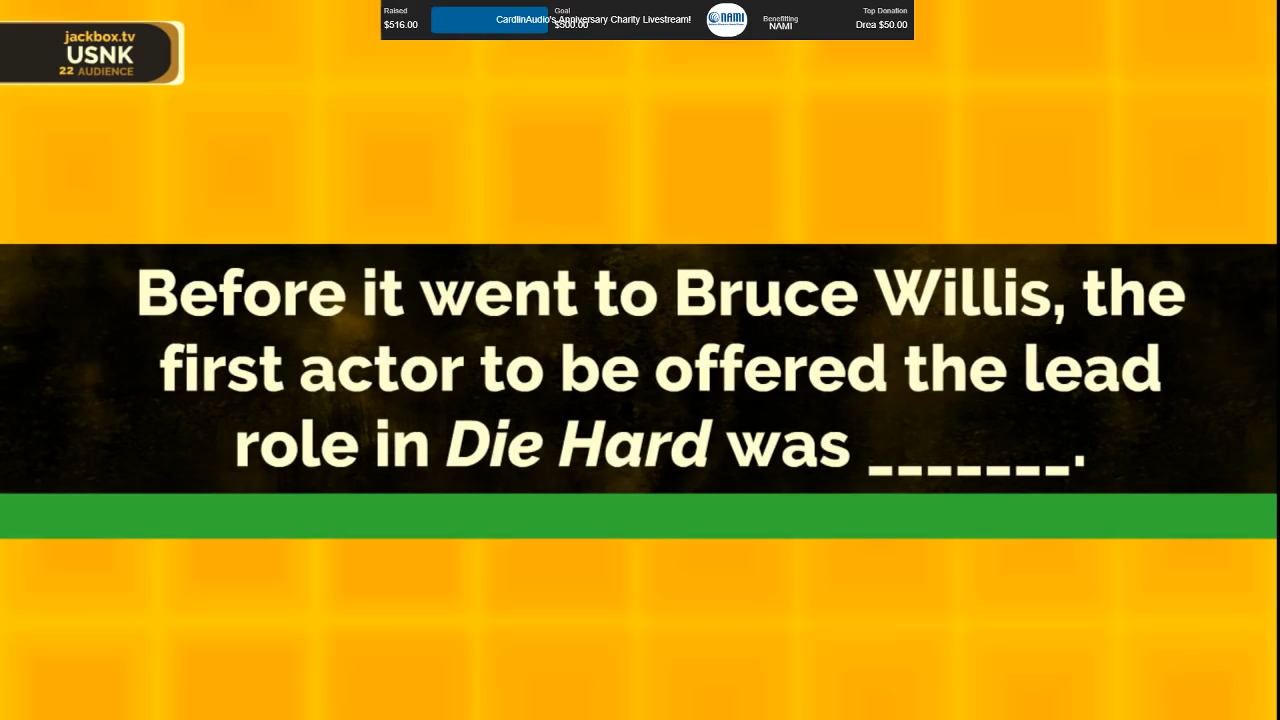 Raised
$516.00
CardlinAudio's Anniversary Charity Livestream!
Goal
$500.00
NAMI
Benefitting
NAMI
Top Donation
Drea $50.00
jackbox.tv
USNK
22 AUDIENCE
Before it went to Bruce Willis, the
first actor to be offered the lead
role in Die Hard was _______.